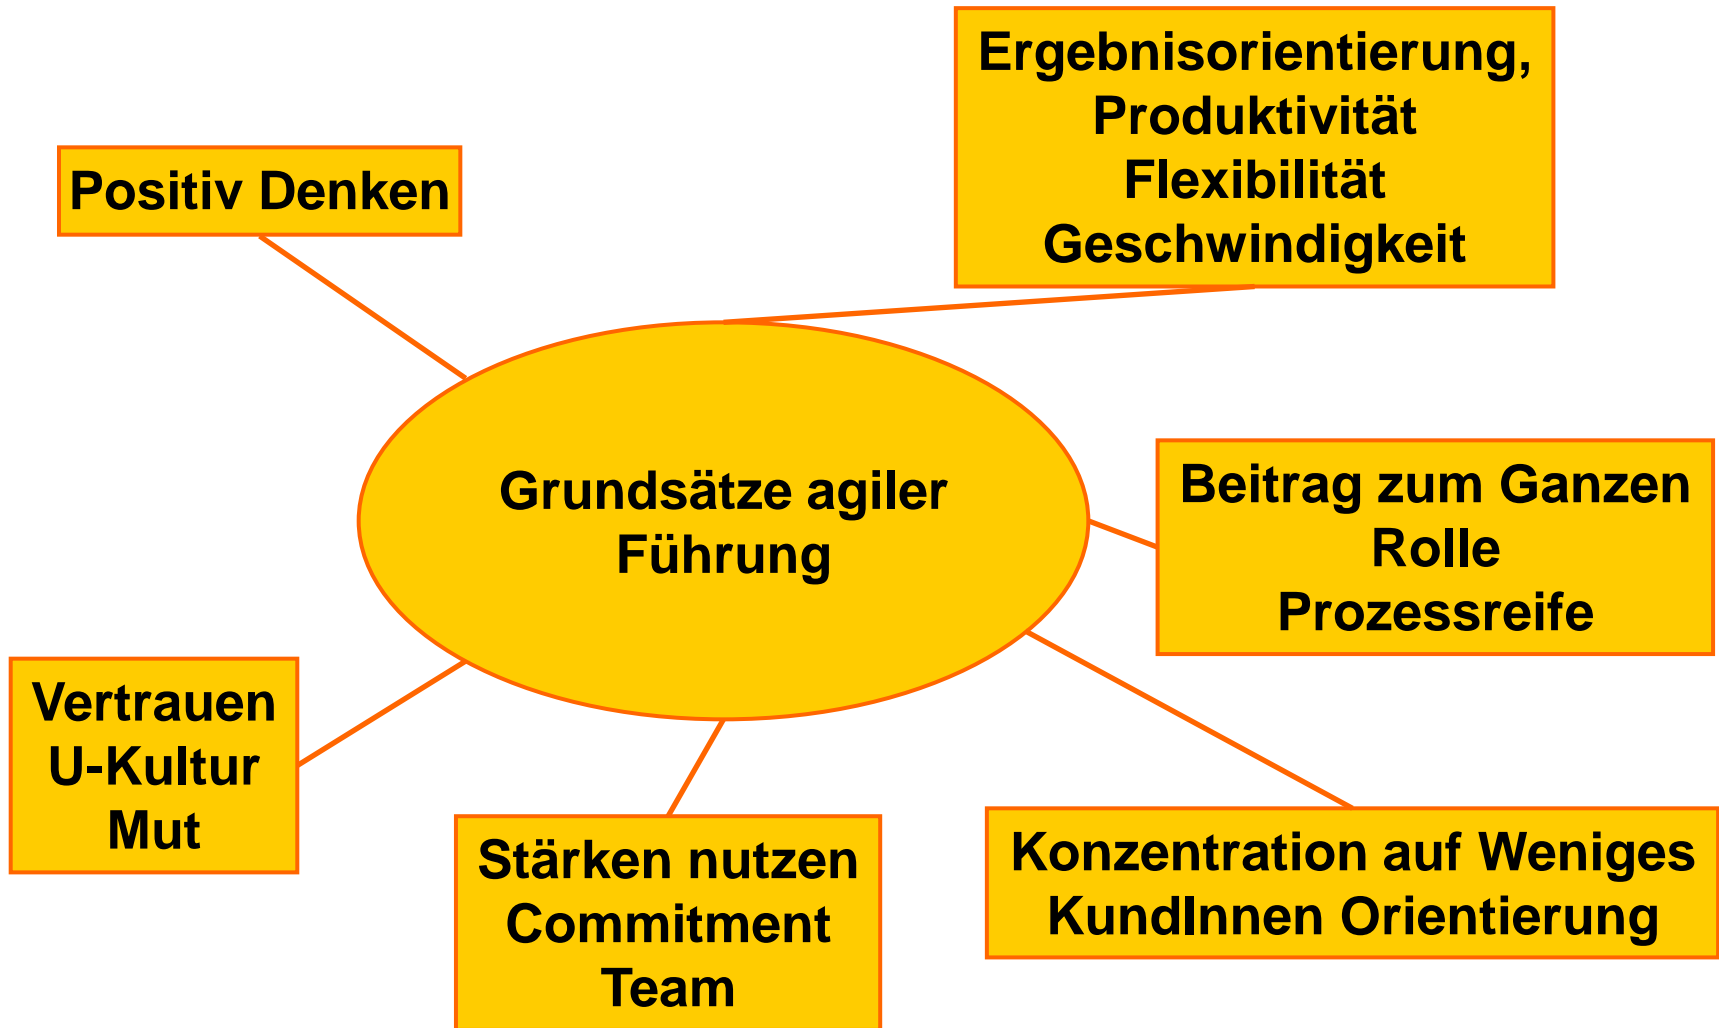 Ergebnisorientierung,
Produktivität
Flexibilität
Geschwindigkeit
Positiv Denken
Grundsätze agiler
Führung
Beitrag zum Ganzen
Rolle
Prozessreife
Vertrauen
U-Kultur
Mut
Stärken nutzen
Commitment
Team
Konzentration auf Weniges
KundInnen Orientierung